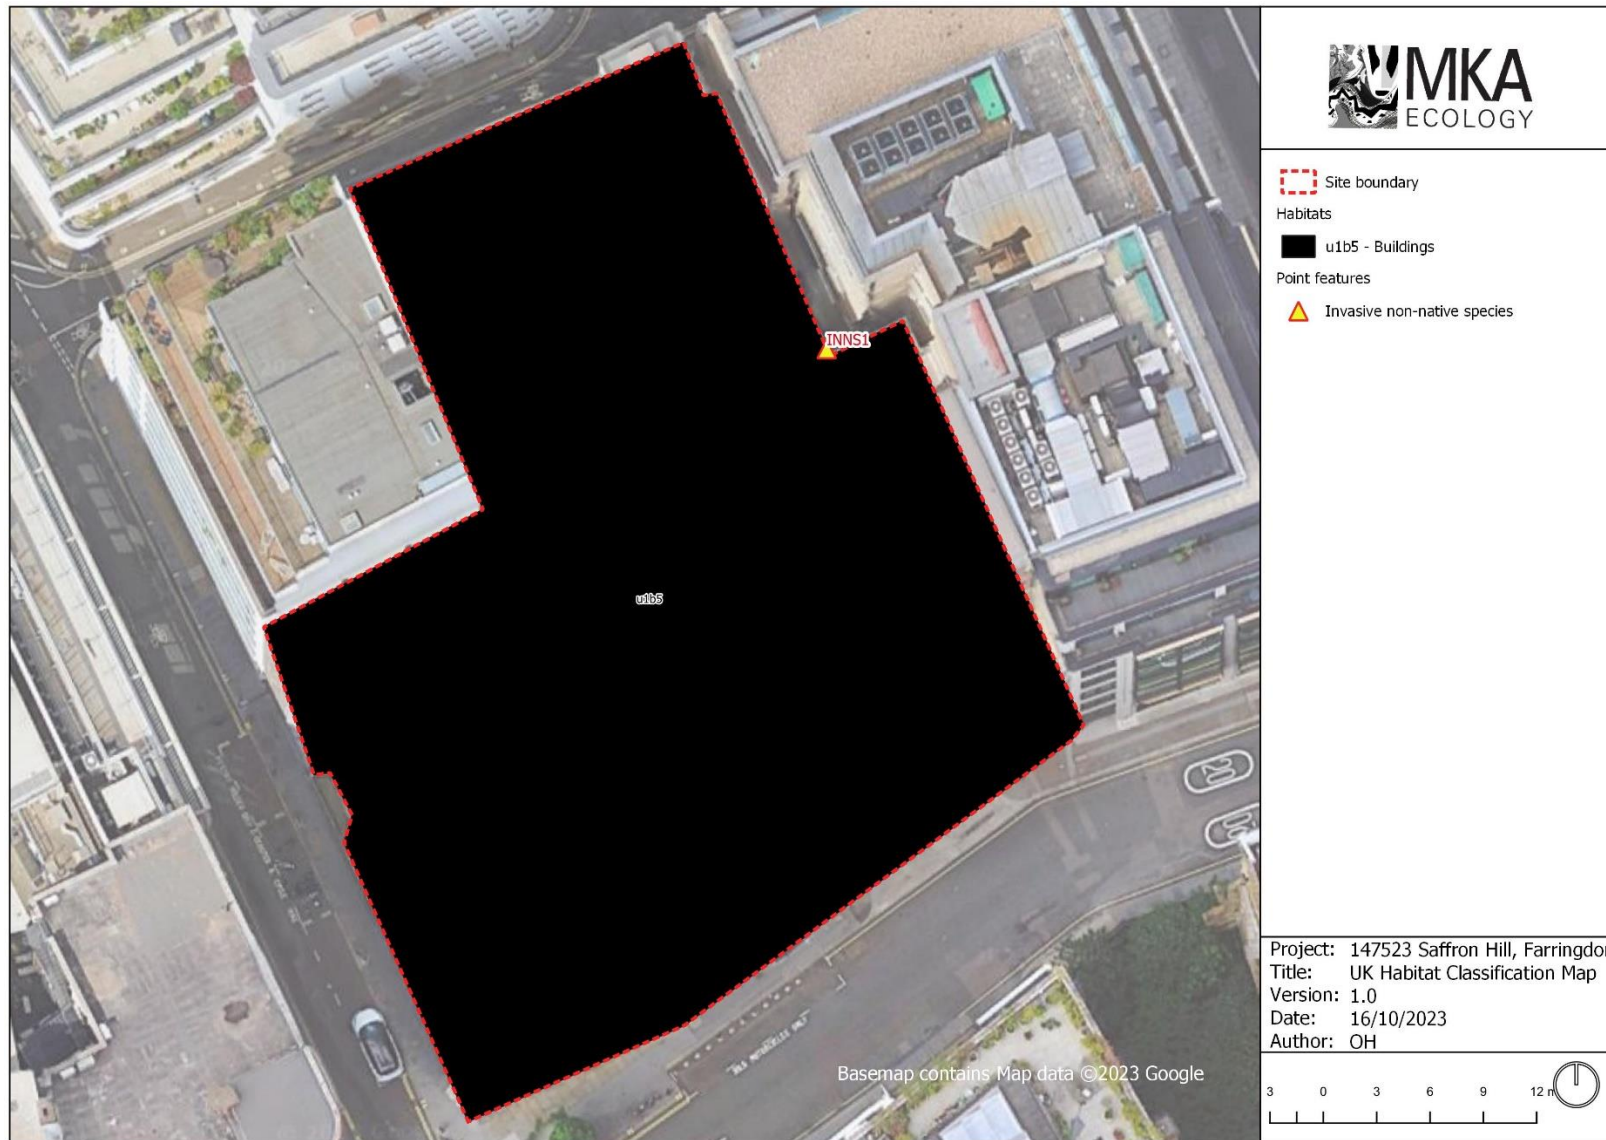 MKA
ECOLOGY
Site boundary
Habitats
u1b5 - Buildings
Point features
Invasive non-native species
INNS1
u1b5
20
Basemap contains Map data ©2023 Google
Project: 147523 Saffron Hill, Farringdo
Title: UK Habitat Classification Map
Version: 1.0
Date: 16/10/2023
Author: OH
3 0 3 6 9 12 m